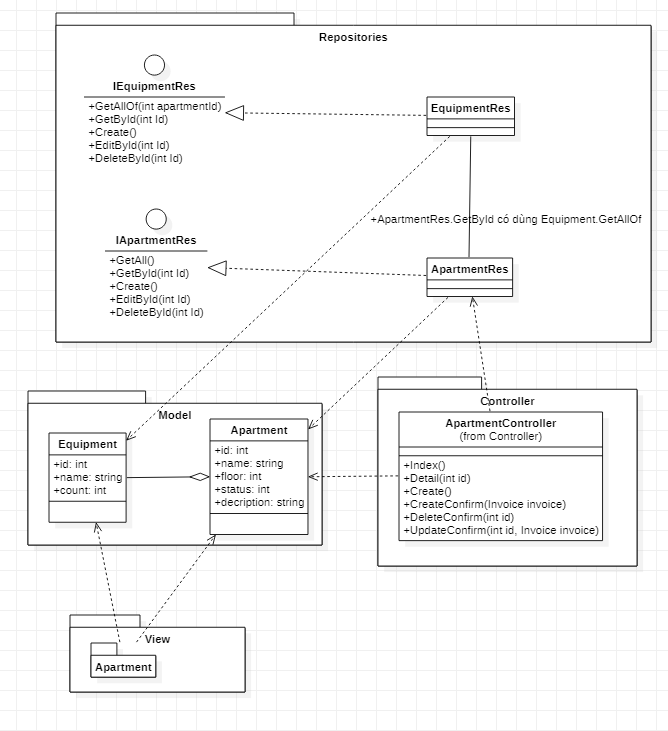 Repositories
IEquipmentRes
+GetAllOf(int apartmentId)
+GetById(int Id)
+Create()
+EditById(int Id)
+DeleteById(int Id)
EquipmentRes
+ApartmentRes.GetById có dùng Equipment.GetAllOf
IApartmentRes
+GetAll()
+GetById(int Id)
+Create()
+EditById(int Id)
+DeleteById(int Id)
ApartmentRes
Model
Equipment
+id: int
+name: string
+count: int
Apartment
+id: int
+name: string
+floor: int
+status: int
+decription: string
Controller
ApartmentController
(from Controller)
+Index()
+Detail(int id)
+Create()
+CreateConfirm(Invoice invoice)
+DeleteConfirm(int id)
+UpdateConfirm(int id, Invoice invoice)
View
Apartment